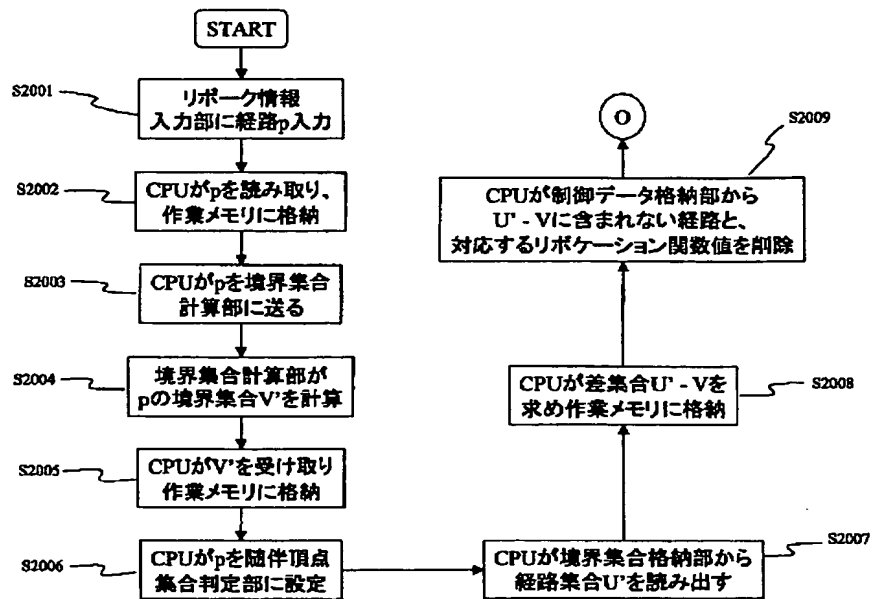 START
S2001
リボーク情報
入力部に経路p入力
S2002
CPUがpを読み取り、
作業メモリに格納
S2003
CPUがpを境界集合
計算部に送る
S2004
境界集合計算部が
pの境界集合V'を計算
S2005
CPUがV'を受け取り
作業メモリに格納
S2006
CPUがpを随伴頂点
集合判定部に設定
S2007
CPUが境界集合格納部から
経路集合U'を読み出す
S2008
CPUが差集合U' - Vを
求め作業メモリに格納
S2009
CPUが制御データ格納部から
U' - Vに含まれない経路と、
対応するリボケーション関数値を削除
O